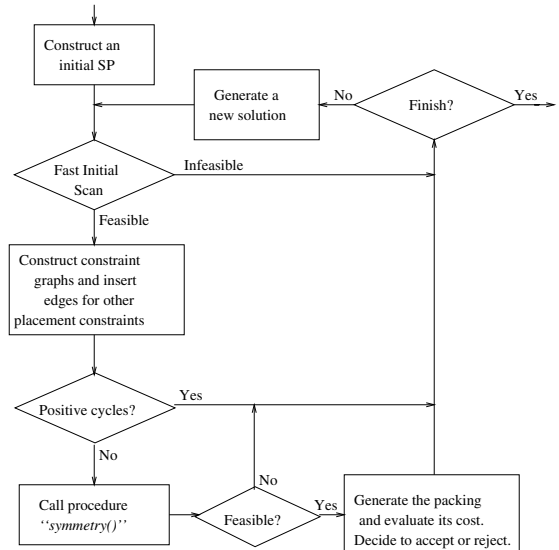 Construct an
initial SP
Generate a
new solution
No
Finish?
Yes
Fast Initial
Scan
Infeasible
Feasible
Construct constraint
graphs and insert
edges for other
placement constraints
Positive cycles?
Yes
No
Call procedure
‘‘symmetry()’’
Feasible?
No
Yes
Generate the packing
and evaluate its cost.
Decide to accept or reject.